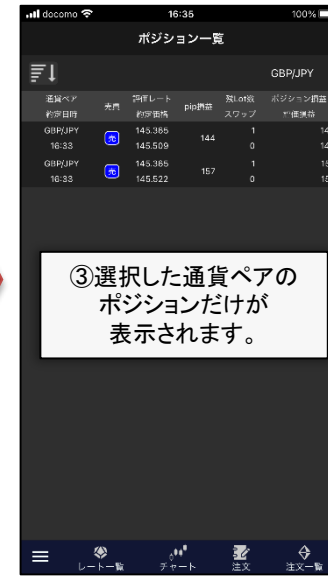 docomo 16:35 100%
ポジション一覧
GBP/JPY
通貨ペア 売買 評価レート pip損益 残Lot数 ポジション損益
約定日時 約定価格 スワップ 評価損益
GBP/JPY 売 145.365 144 1
16:33 145.509 0
GBP/JPY 売 145.365 157 1
16:33 145.522 0
③選択した通貨ペアの
ポジションだけが
表示されます。
レート一覧 チャート 注文 注文一覧